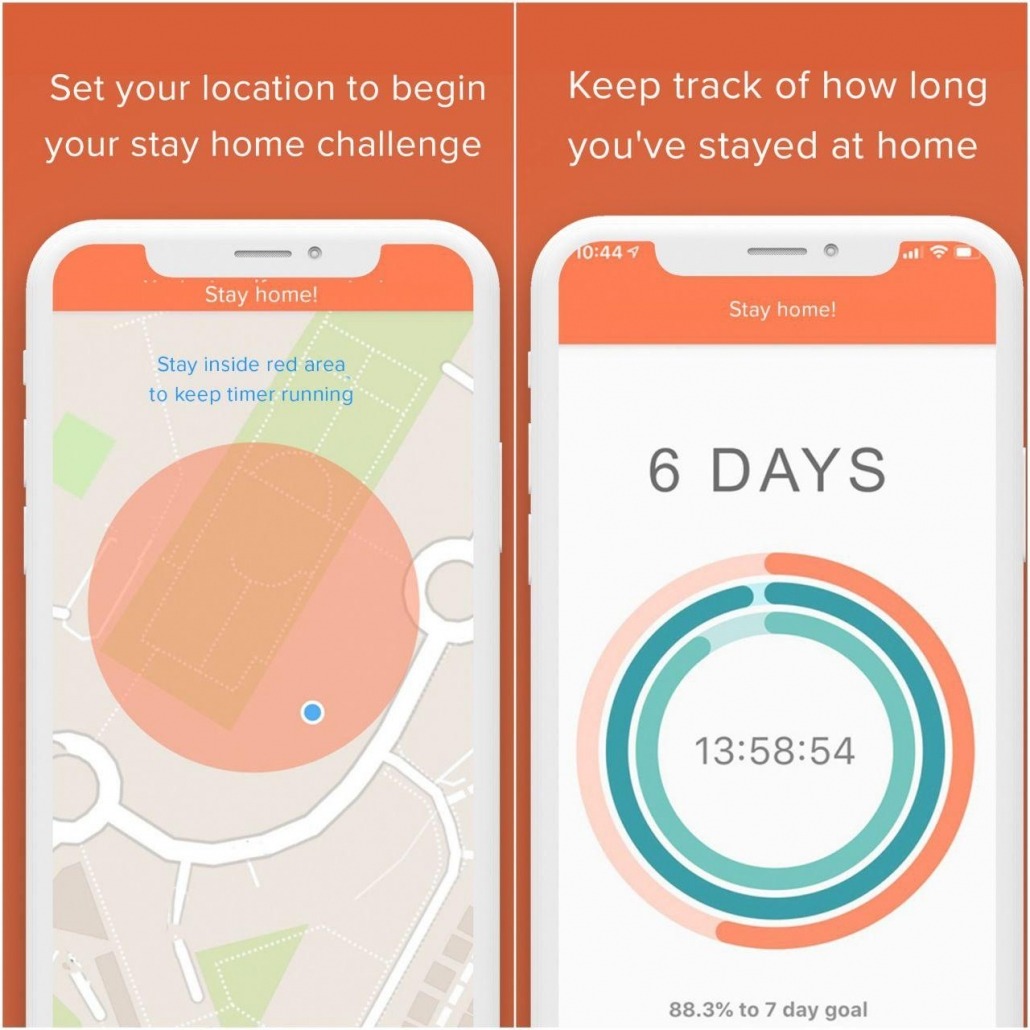 Set your location to begin
your stay home challenge
Stay home!
Stay inside red area
to keep timer running
Keep track of how long
you've stayed at home
10:44
Stay home!
6 DAYS
13:58:54
88.3% to 7 day goal